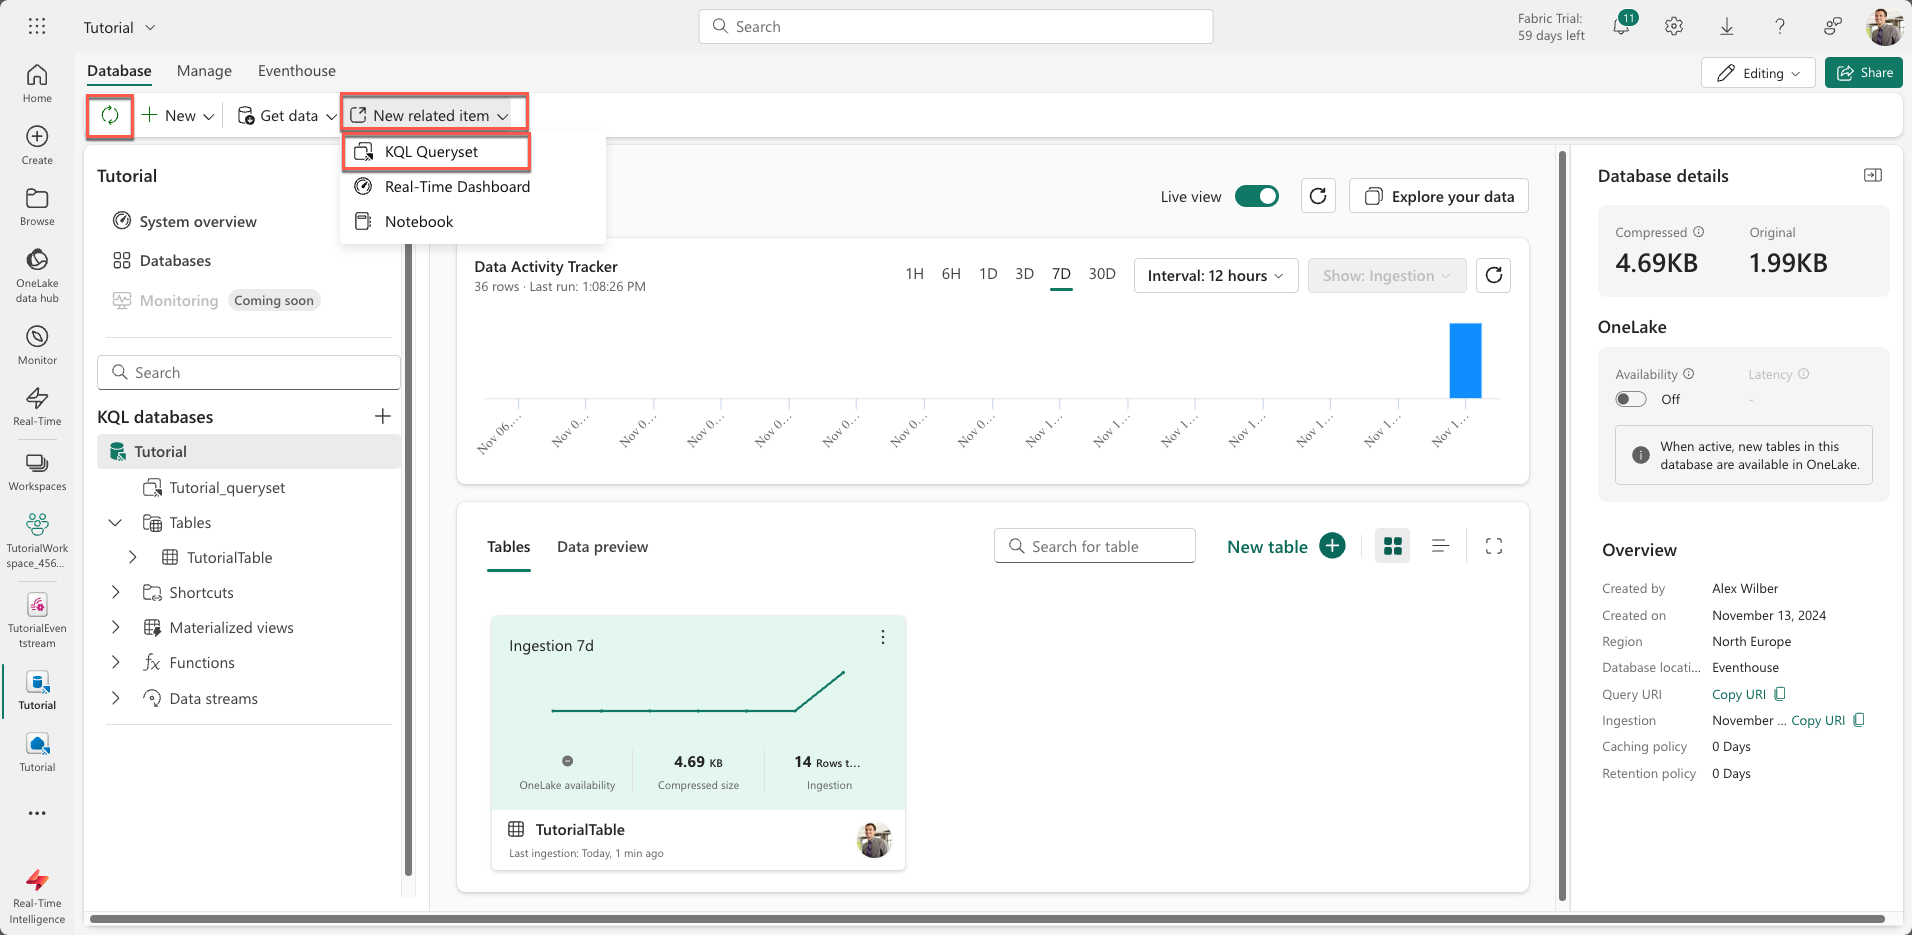 Tutorial
Search
Fabric Trial:
59 days left
11
Home
Create
Browse
OneLake
data hub
Monitor
Real-Time
Workspaces
TutorialWork
space_456...
TutorialEven
tstream
Tutorial
Tutorial
Real-Time
Intelligence
Database
Manage
Eventhouse
Editing
Share
New
Get data
New related item
KQL Queryset
Real-Time Dashboard
Notebook
Tutorial
System overview
Databases
Monitoring
Coming soon
Search
KQL databases
Tutorial
Tutorial_queryset
Tables
TutorialTable
Shortcuts
Materialized views
Functions
Data streams
Live view
Explore your data
Data Activity Tracker
36 rows · Last run: 1:08:26 PM
1H
6H
1D
3D
7D
30D
Interval: 12 hours
Show: Ingestion
Nov 06,...
Nov 0...
Nov 0...
Nov 0...
Nov 0...
Nov 0...
Nov 0...
Nov 0...
Nov 1...
Nov 1...
Nov 1...
Nov 1...
Nov 1...
Nov 1...
Nov 1...
Tables
Data preview
Search for table
New table
Ingestion 7d
OneLake availability
4.69 KB
Compressed size
14 Rows t...
Ingestion
TutorialTable
Last ingestion: Today, 1 min ago
Database details
Compressed
4.69KB
Original
1.99KB
OneLake
Availability
Off
Latency
-
When active, new tables in this
database are available in OneLake.
Overview
Created by Alex Wilber
Created on November 13, 2024
Region North Europe
Database locati... Eventhouse
Query URI Copy URI
Ingestion November ... Copy URI
Caching policy 0 Days
Retention policy 0 Days